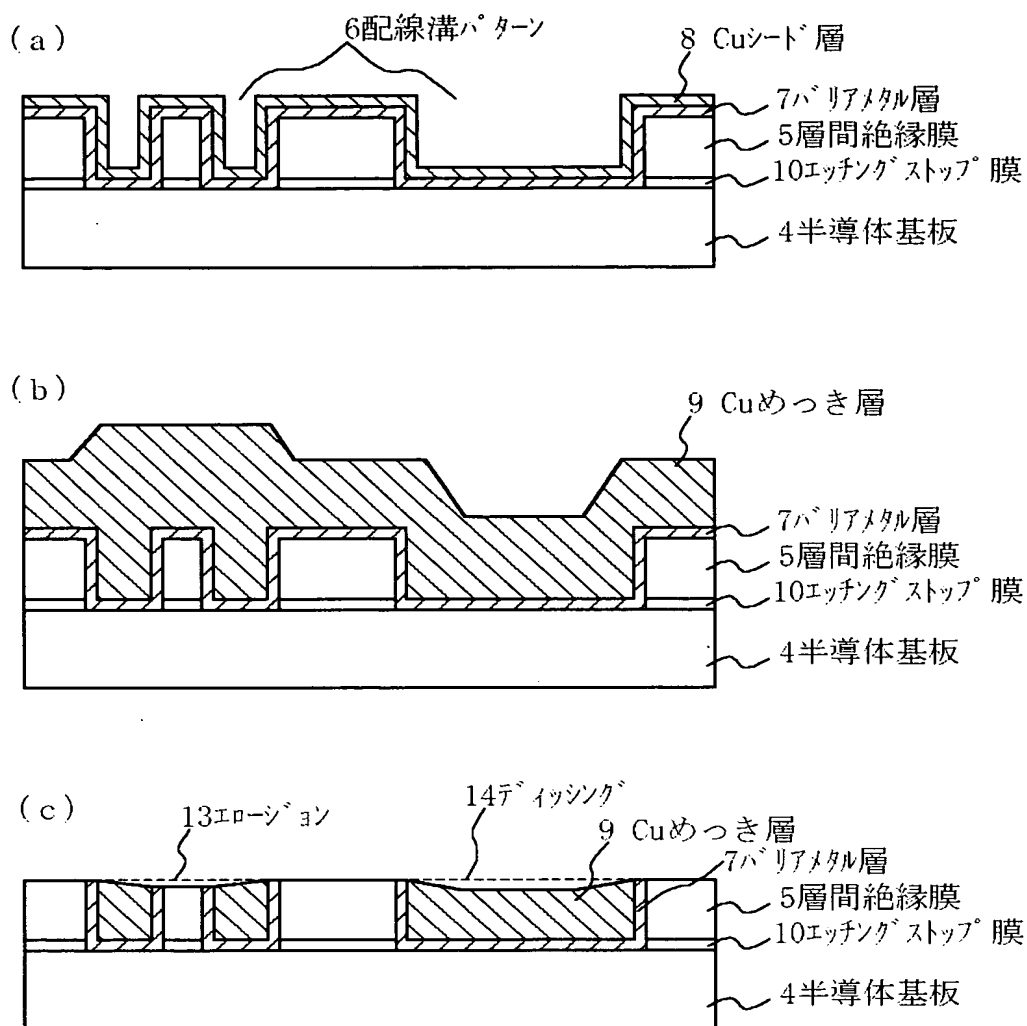 (a)
6配線溝パターン
8 Cuシード層
7バリアメタル層
5層間絶縁膜
10エッチングストップ膜
4半導体基板
(b)
9 Cuめっき層
7バリアメタル層
5層間絶縁膜
10エッチングストップ膜
4半導体基板
(c)
13エロージョン
14ディッシング
9 Cuめっき層
7バリアメタル層
5層間絶縁膜
10エッチングストップ膜
4半導体基板